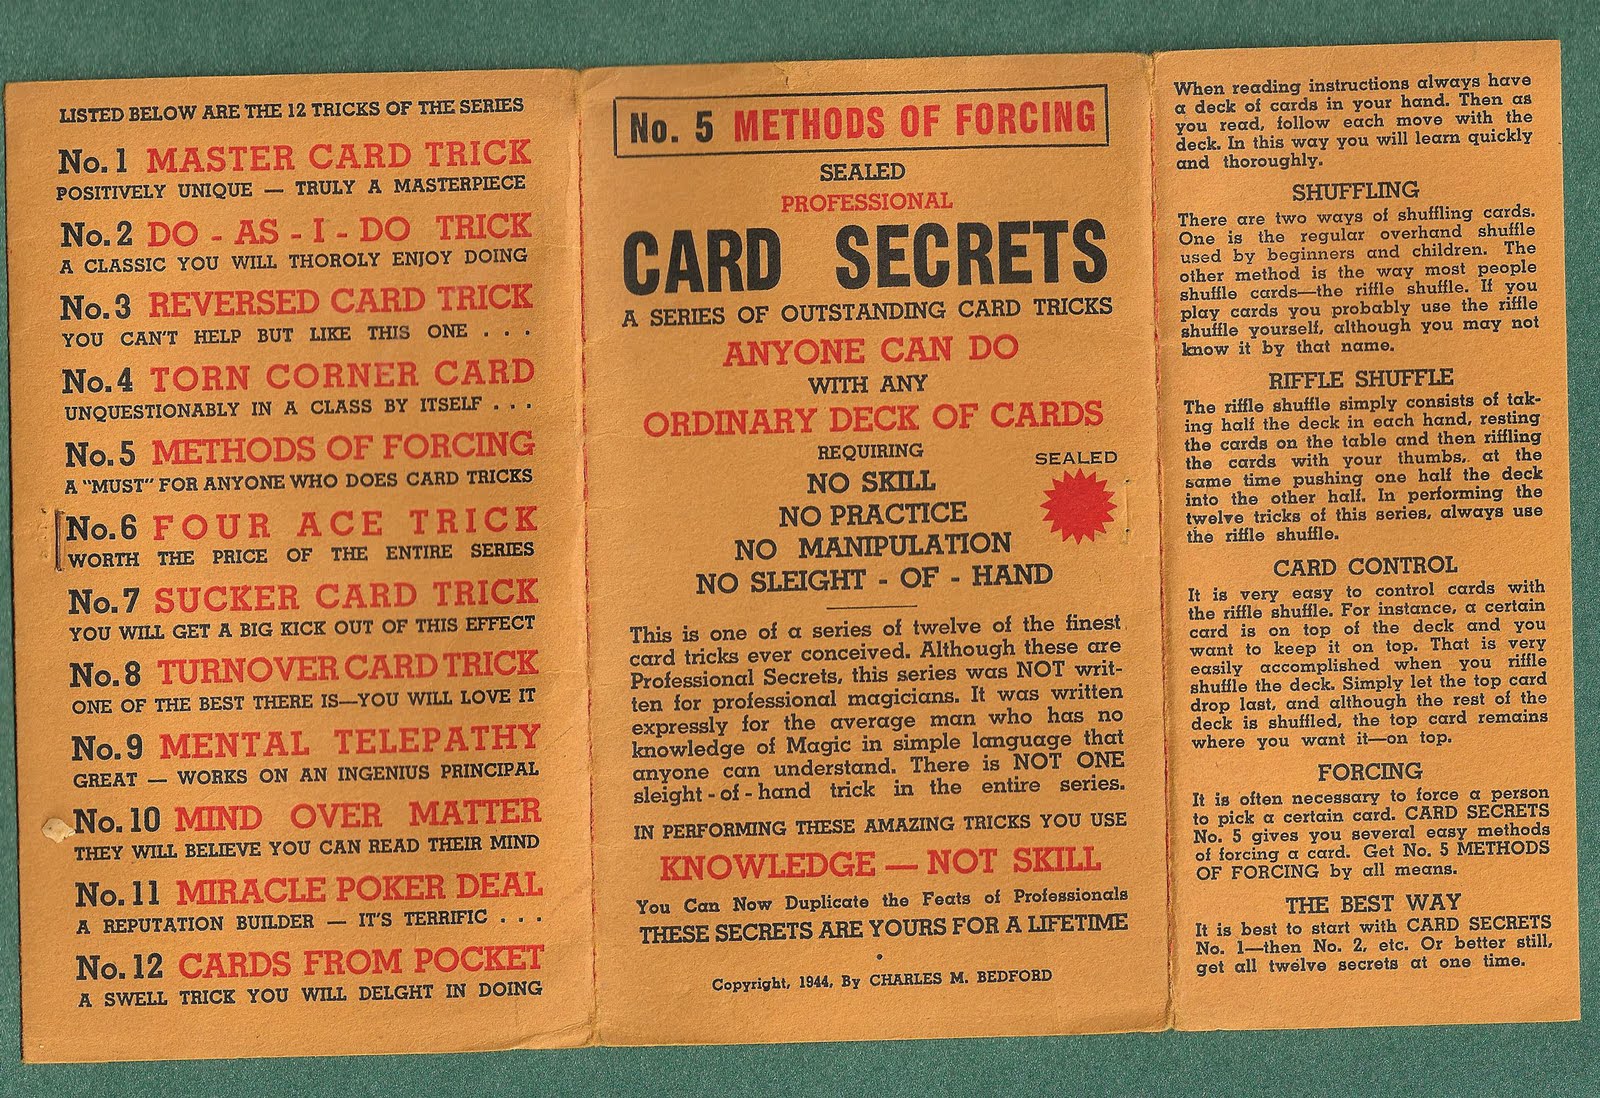 LISTED BELOW ARE THE 12 TRICKS OF THE SERIES
No. 1 MASTER CARD TRICK
POSITIVELY UNIQUE — TRULY A MASTERPIECE
No. 2 DO - AS - I - DO TRICK
A CLASSIC YOU WILL THOROLY ENJOY DOING
No. 3 REVERSED CARD TRICK
YOU CAN'T HELP BUT LIKE THIS ONE . . .
No. 4 TORN CORNER CARD
UNQUESTIONABLY IN A CLASS BY ITSELF . . .
No. 5 METHODS OF FORCING
A "MUST" FOR ANYONE WHO DOES CARD TRICKS
No. 6 FOUR ACE TRICK
WORTH THE PRICE OF THE ENTIRE SERIES
No. 7 SUCKER CARD TRICK
YOU WILL GET A BIG KICK OUT OF THIS EFFECT
No. 8 TURNOVER CARD TRICK
ONE OF THE BEST THERE IS—YOU WILL LOVE IT
No. 9 MENTAL TELEPATHY
GREAT — WORKS ON AN INGENIUS PRINCIPAL
No. 10 MIND OVER MATTER
THEY WILL BELIEVE YOU CAN READ THEIR MIND
No. 11 MIRACLE POKER DEAL
A REPUTATION BUILDER — IT'S TERRIFIC . . .
No. 12 CARDS FROM POCKET
A SWELL TRICK YOU WILL DELGHT IN DOING
No. 5 METHODS OF FORCING
SEALED
PROFESSIONAL
CARD SECRETS
A SERIES OF OUTSTANDING CARD TRICKS
ANYONE CAN DO
WITH ANY
ORDINARY DECK OF CARDS
REQUIRING
NO SKILL
NO PRACTICE
NO MANIPULATION
NO SLEIGHT - OF - HAND
SEALED
This is one of a series of twelve of the finest
card tricks ever conceived. Although these are
Professional Secrets, this series was NOT writ-
ten for professional magicians. It was written
expressly for the average man who has no
knowledge of Magic in simple language that
anyone can understand. There is NOT ONE
sleight - of - hand trick in the entire series.
IN PERFORMING THESE AMAZING TRICKS YOU USE
KNOWLEDGE — NOT SKILL
You Can Now Duplicate the Feats of Professionals
THESE SECRETS ARE YOURS FOR A LIFETIME
Copyright, 1944, By CHARLES M. BEDFORD
When reading instructions always have
a deck of cards in your hand. Then as
you read, follow each move with the
deck. In this way you will learn quickly
and thoroughly.
SHUFFLING
There are two ways of shuffling cards.
One is the regular overhand shuffle
used by beginners and children. The
other method is the way most people
shuffle cards—the riffle shuffle. If you
play cards you probably use the riffle
shuffle yourself, although you may not
know it by that name.
RIFFLE SHUFFLE
The riffle shuffle simply consists of tak-
ing half the deck in each hand, resting
the cards on the table and then riffling
the cards with your thumbs, at the
same time pushing one half the deck
into the other half. In performing the
twelve tricks of this series, always use
the riffle shuffle.
CARD CONTROL
It is very easy to control cards with
the riffle shuffle. For instance, a certain
card is on top of the deck and you
want to keep it on top. That is very
easily accomplished when you riffle
shuffle the deck. Simply let the top card
drop last, and although the rest of the
deck is shuffled, the top card remains
where you want it—on top.
FORCING
It is often necessary to force a person
to pick a certain card. CARD SECRETS
No. 5 gives you several easy methods
of forcing a card. Get No. 5 METHODS
OF FORCING by all means.
THE BEST WAY
It is best to start with CARD SECRETS
No. 1—then No. 2, etc. Or better still,
get all twelve secrets at one time.